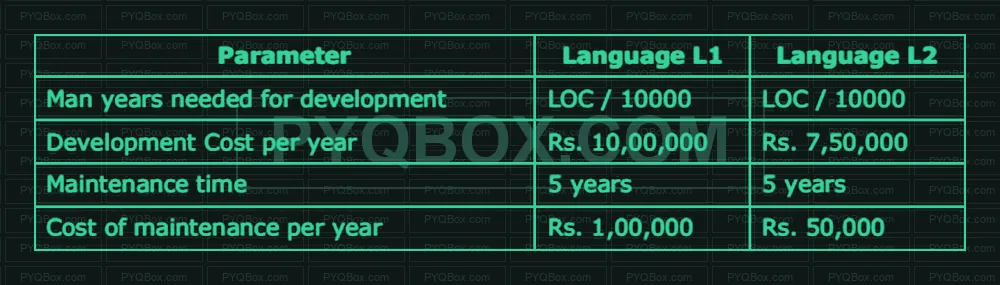 Parameter Language L1 Language L2
Man years needed for development LOC / 10000 LOC / 10000
Development Cost per year Rs. 10,00,000 Rs. 7,50,000
Maintenance time 5 years 5 years
Cost of maintenance per year Rs. 1,00,000 Rs. 50,000
PYQBOX.COM